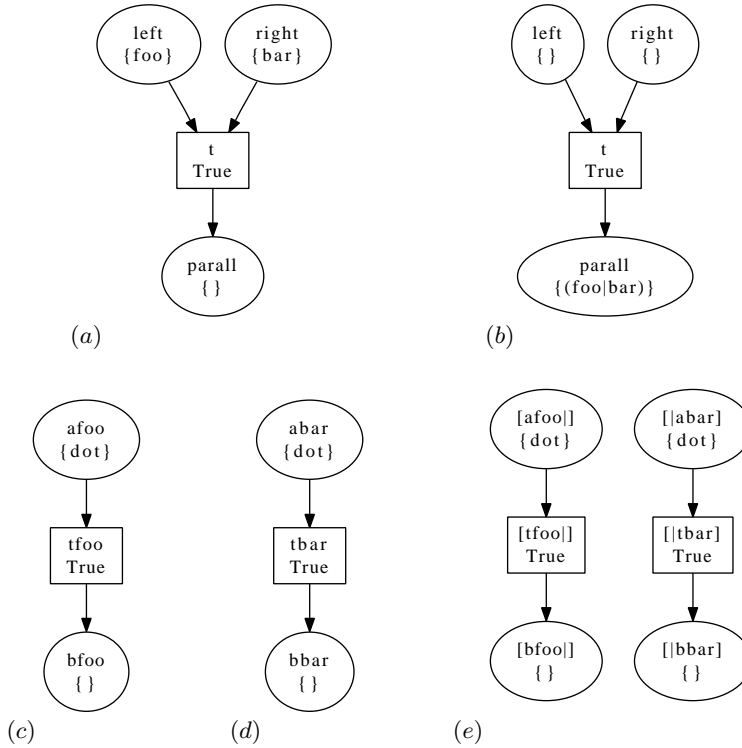 left
{foo}
right
{bar}
t
True
parall
{}
(a)
left
{}
right
{}
t
True
parall
{(foo|bar)}
(b)
afoo
{dot}
tfoo
True
bfoo
{}
(c)
abar
{dot}
tbar
True
bbar
{}
(d)
[afoo|]
{dot}
[|abar]
{dot}
[tfoo|]
True
[|tbar]
True
[bfoo|]
{}
[|bbar]
{}
(e)